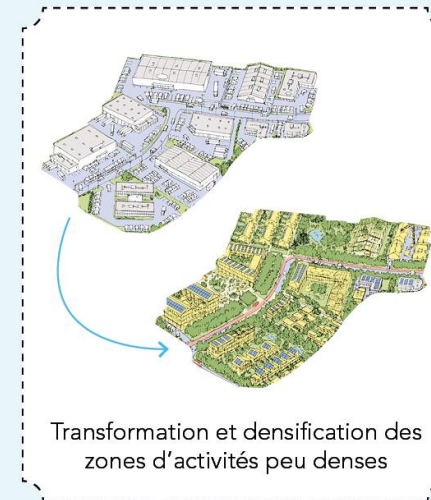 Transformation et densification des
zones d'activités peu denses